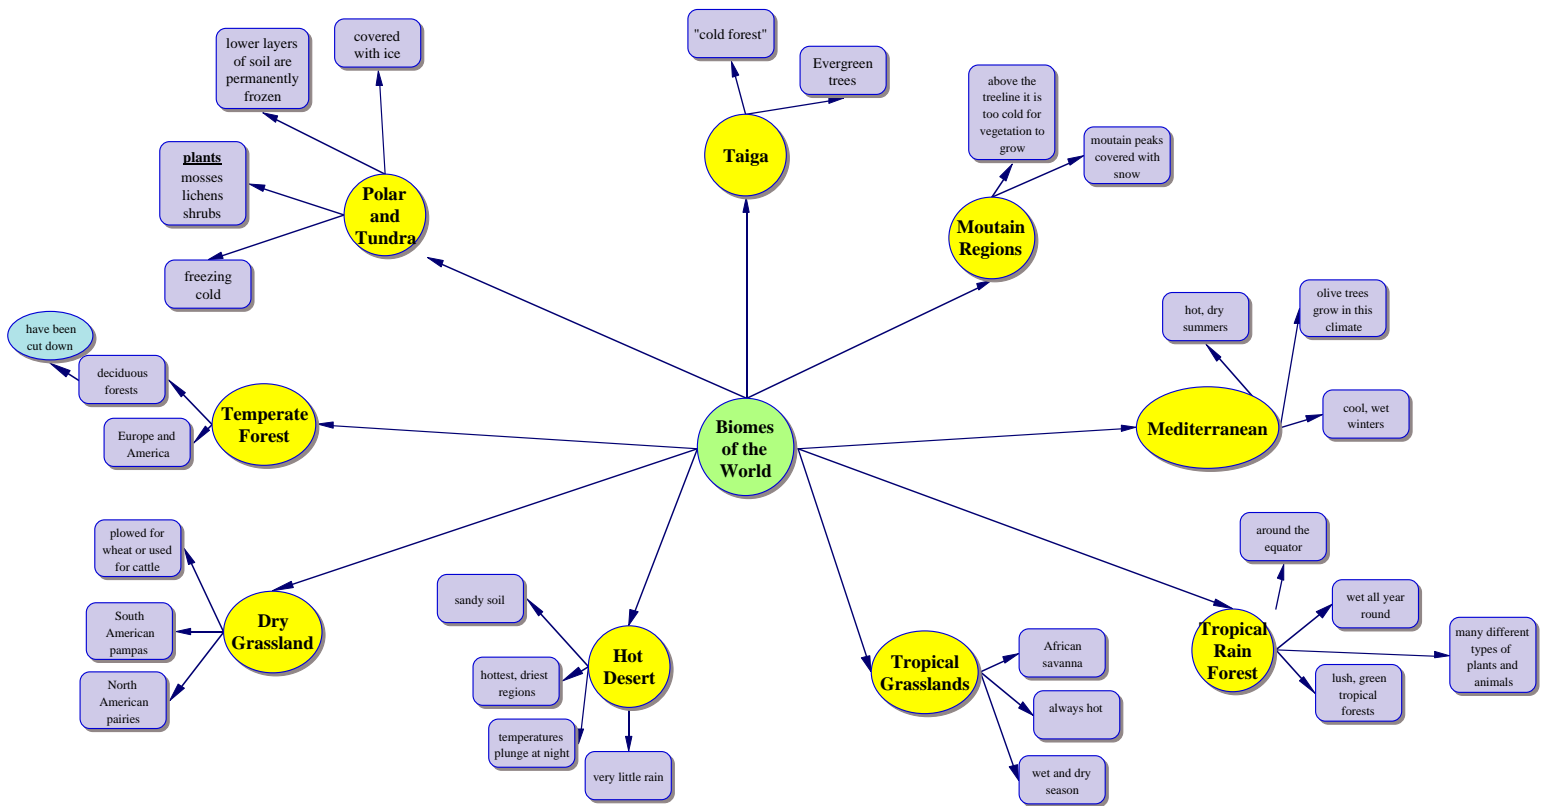 Biomes
of the
World
Polar
and
Tundra
lower layers
of soil are
permanently
frozen
covered
with ice
plants
mosses
lichens
shrubs
freezing
cold
Taiga
"cold forest"
Evergreen
trees
Moutain
Regions
above the
treeline it is
too cold for
vegetation to
grow
moutain peaks
covered with
snow
Mediterranean
hot, dry
summers
olive trees
grow in this
climate
cool, wet
winters
Temperate
Forest
deciduous
forests
have been
cut down
Europe and
America
Dry
Grassland
plowed for
wheat or used
for cattle
South
American
pampas
North
American
pairies
Hot
Desert
sandy soil
hottest, driest
regions
temperatures
plunge at night
very little rain
Tropical
Grasslands
African
savanna
always hot
wet and dry
season
Tropical
Rain
Forest
around the
equator
wet all year
round
many different
types of
plants and
animals
lush, green
tropical
forests